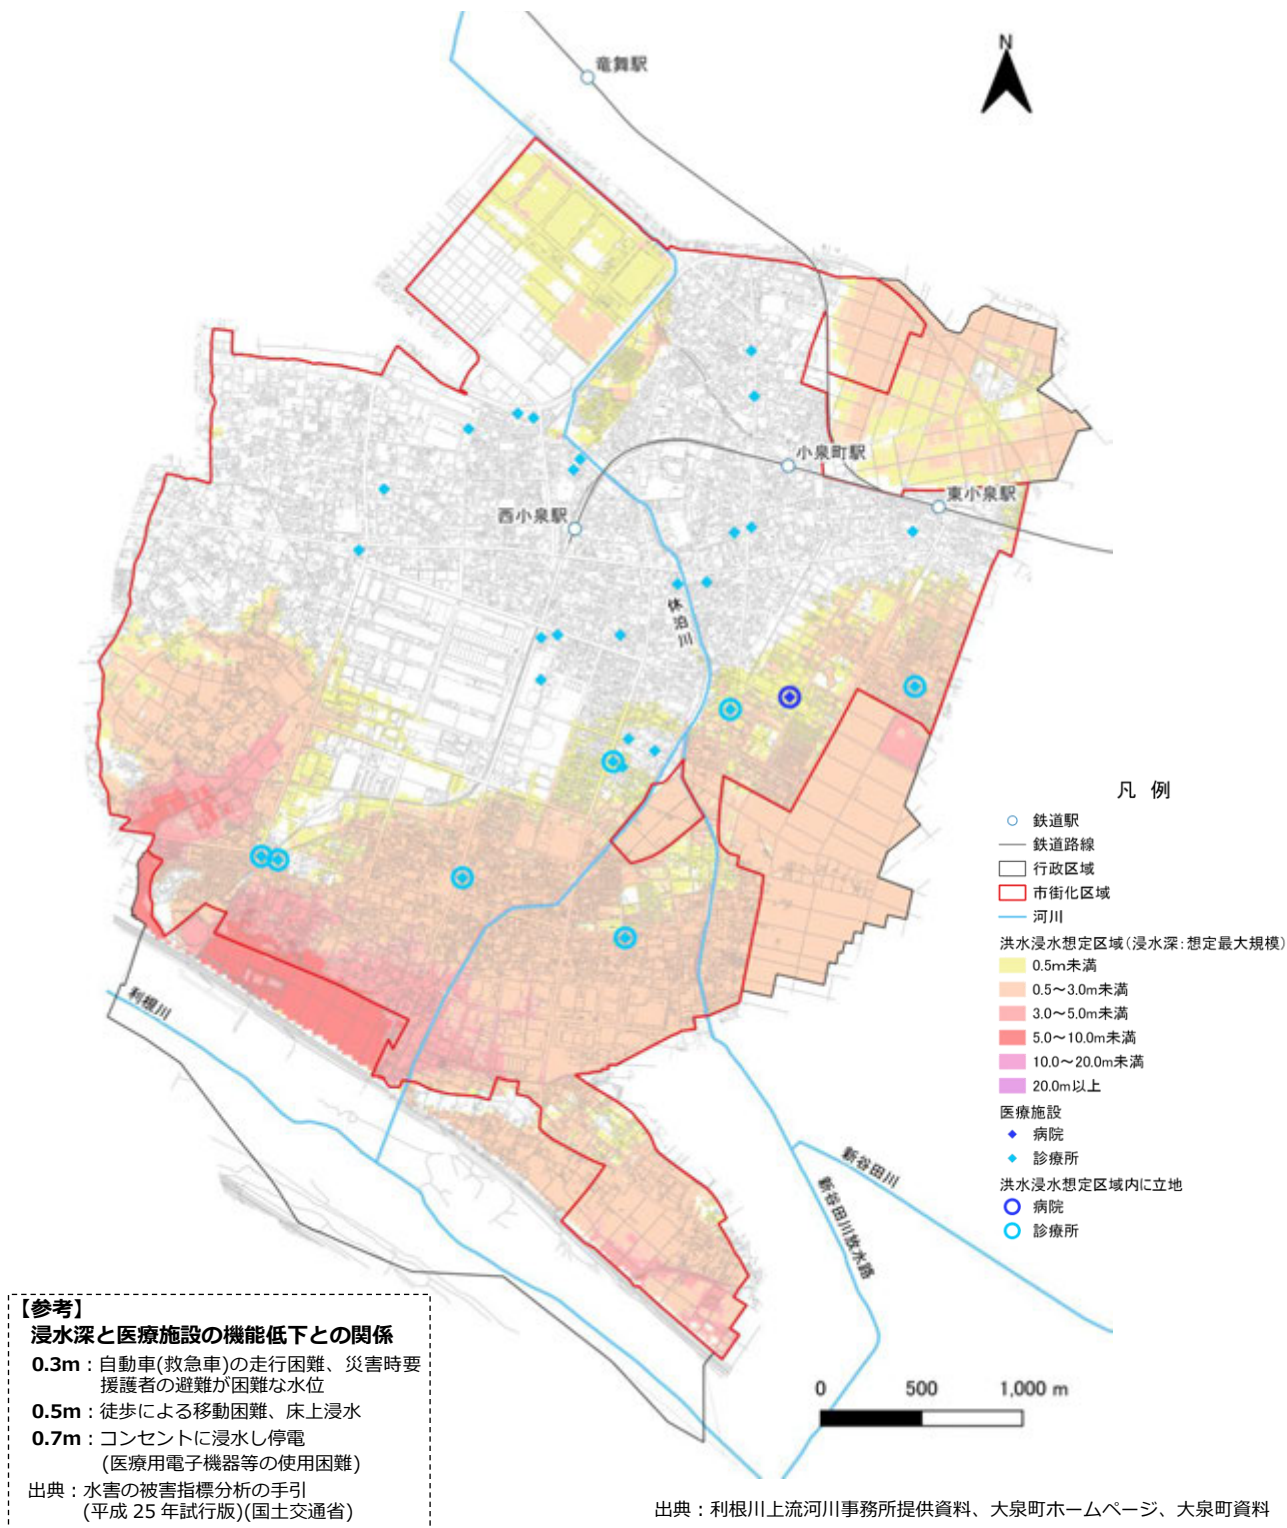 N
竜舞駅
小泉町駅
東小泉駅
西小泉駅
休泊川
利根川
新谷田川
新谷田川放水路
凡 例
鉄道駅
鉄道路線
行政区域
市街化区域
河川
洪水浸水想定区域(浸水深:想定最大規模)
0.5m未満
0.5～3.0m未満
3.0～5.0m未満
5.0～10.0m未満
10.0～20.0m未満
20.0m以上
医療施設
病院
診療所
洪水浸水想定区域内に立地
病院
診療所
【参考】
浸水深と医療施設の機能低下との関係
0.3m：自動車(救急車)の走行困難、災害時要
援護者の避難が困難な水位
0.5m：徒歩による移動困難、床上浸水
0.7m：コンセントに浸水し停電
(医療用電子機器等の使用困難)
出典：水害の被害指標分析の手引
(平成 25 年試行版)(国土交通省)
0 500 1,000 m
出典：利根川上流河川事務所提供資料、大泉町ホームページ、大泉町資料